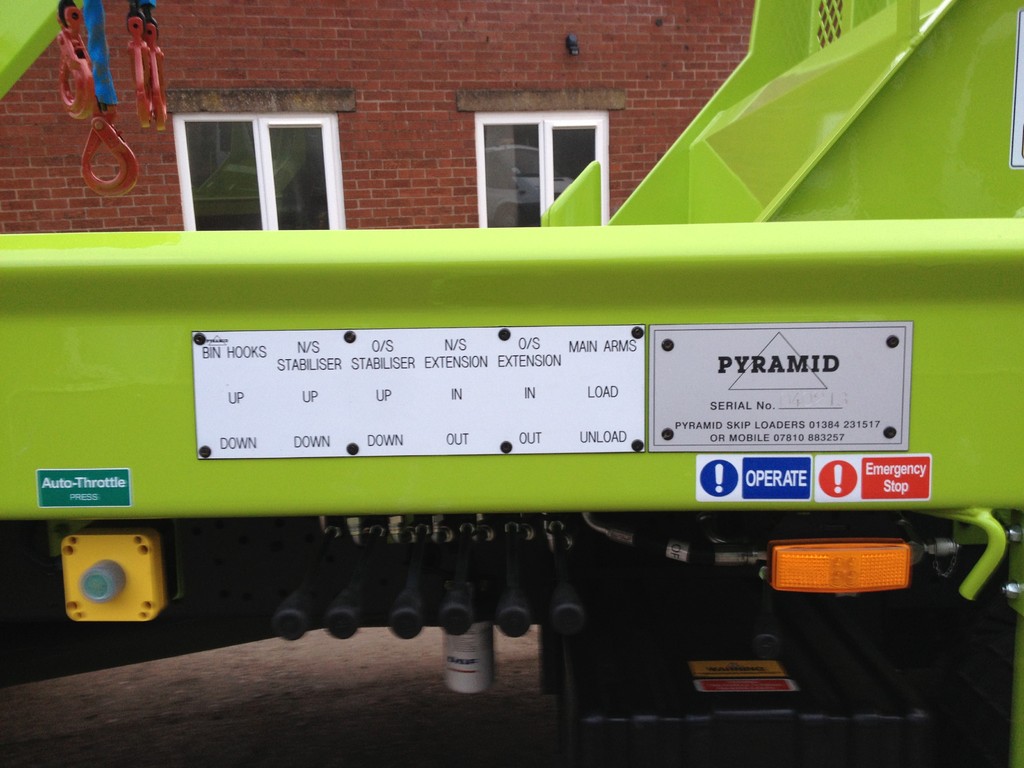 PYRAMID
BIN HOOKS
N/S STABILISER
O/S STABILISER
N/S EXTENSION
O/S EXTENSION
MAIN ARMS
UP UP UP IN IN LOAD
DOWN DOWN DOWN OUT OUT UNLOAD
PYRAMID
SERIAL No.
PYRAMID SKIP LOADERS 01384 231517
OR MOBILE 07810 883257
Auto-Throttle
PRESS
OPERATE
Emergency
Stop
WARNING